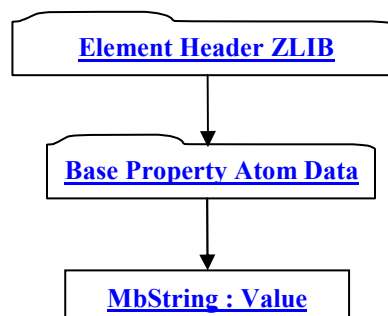 Element Header ZLIB
Base Property Atom Data
MbString : Value